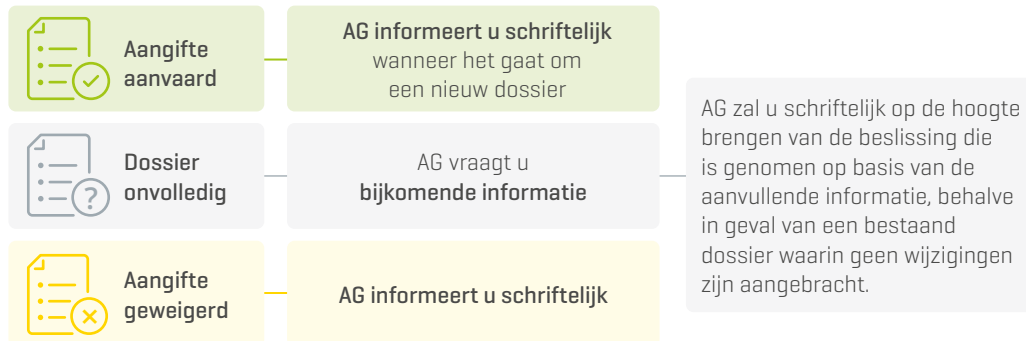 Aangifte
aanvaard
AG informeert u schriftelijk
wanneer het gaat om
een nieuw dossier
Dossier
onvolledig
AG vraagt u
bijkomende informatie
AG zal u schriftelijk op de hoogte
brengen van de beslissing die
is genomen op basis van de
aanvullende informatie, behalve
in geval van een bestaand
dossier waarin geen wijzigingen
zijn aangebracht.
Aangifte
geweigerd
AG informeert u schriftelijk